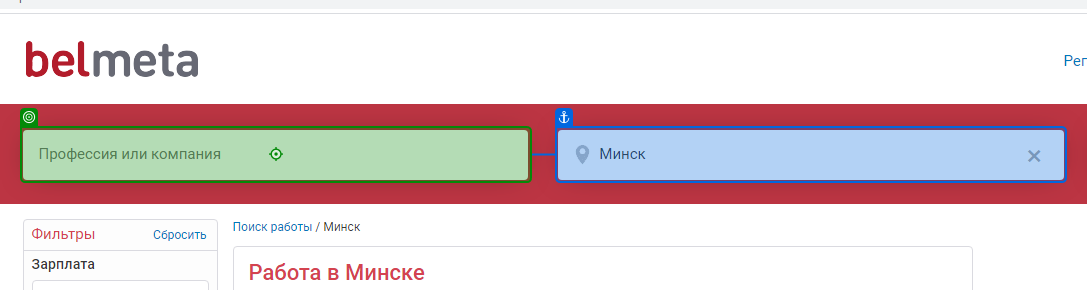 belmeta
Рег
Профессия или компания
Минск
Фильтры
Сбросить
Зарплата
Поиск работы / Минск
Работа в Минске